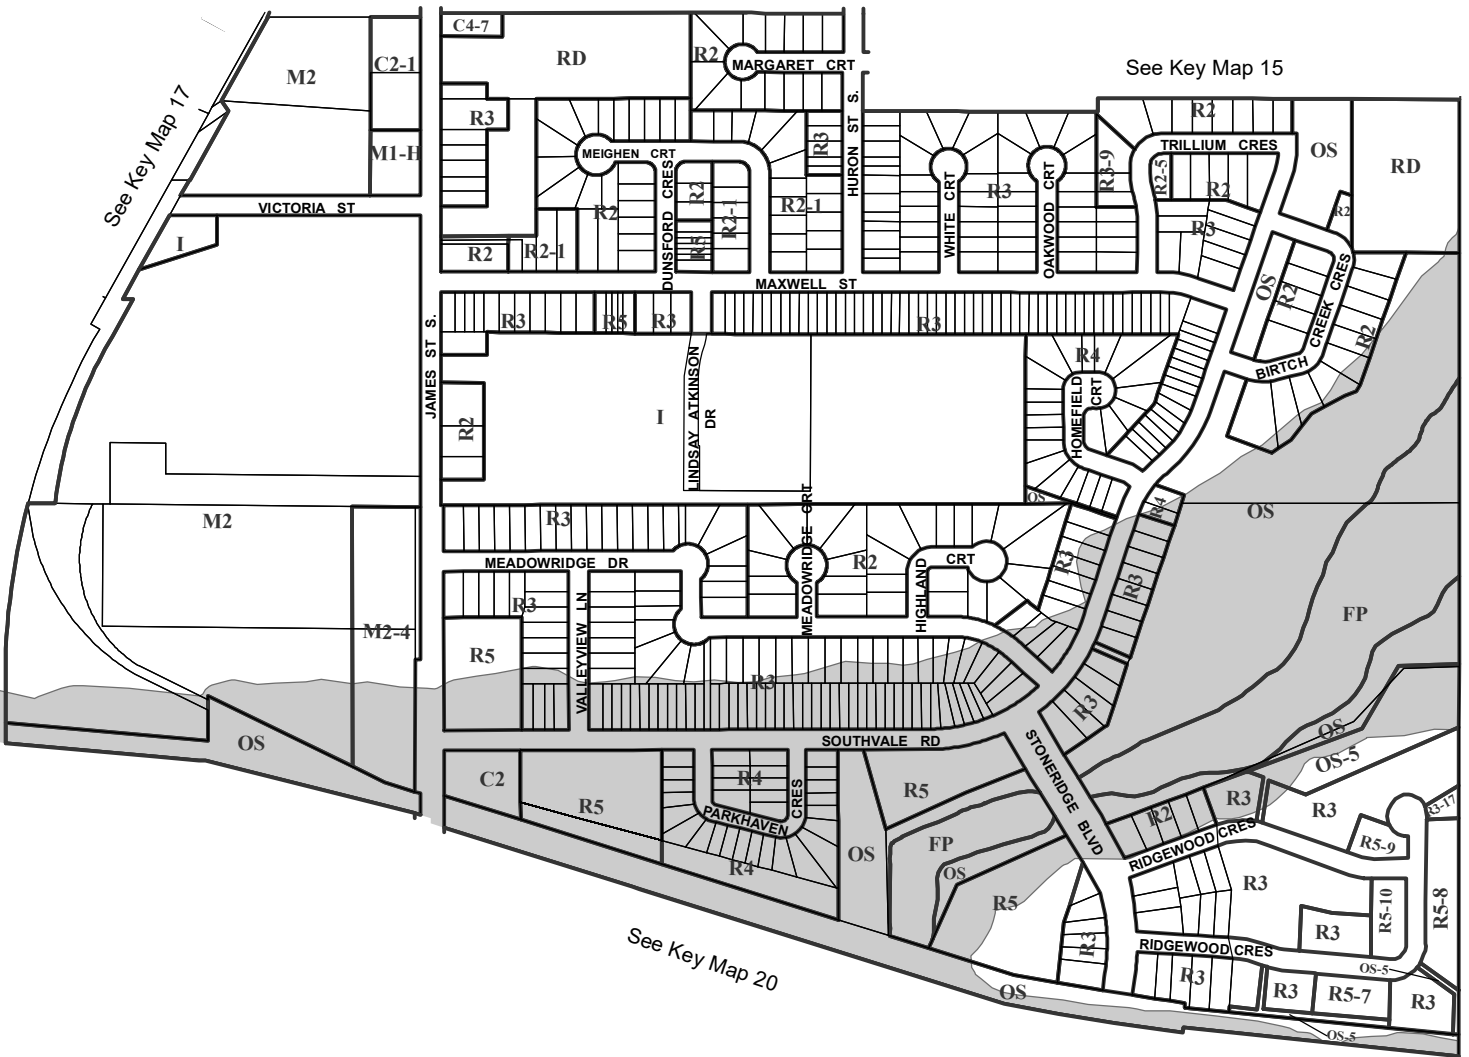 C4-7
M2
C2-1
RD
R2
MARGARET CRT
See Key Map 15
See Key Map 17
R3
M1-H
MEIGHEN CRT
R3
HURON ST S.
R2
TRILLIUM CRES
OS
RD
R3-9
R2-5
R2
VICTORIA ST
I
R2
R2-1
R2
DUNSFORD CRES
R2
R5
R2-1
R2-1
WHITE CRT
R3
OAKWOOD CRT
R3
R2
MAXWELL ST
OS
R2
BIRTCH CREEK CRES
R2
JAMES ST S.
R3
R5
R3
R3
R4
HOMEFIELD CRT
I
LINDSAY ATKINSON DR
R2
OS
R4
OS
M2
R3
MEADOWRIDGE DR
MEADOWRIDGE CRT
R2
HIGHLAND CRT
R3
R3
FP
M2-4
R3
VALLEYVIEW LN
R5
R3
R3
OS
SOUTHVALE RD
STONERIDGE BLVD
OS
OS-5
C2
R5
R4
PARKHAVEN CRES
R4
OS
R5
FP
OS
R5
R2
R3
RIDGEWOOD CRES
R3
R3-17
R5-9
R3
R5-10
R5-8
R3
R3
RIDGEWOOD CRES
OS-5
R3
R3
R5-7
R3
OS
OS-5
See Key Map 20